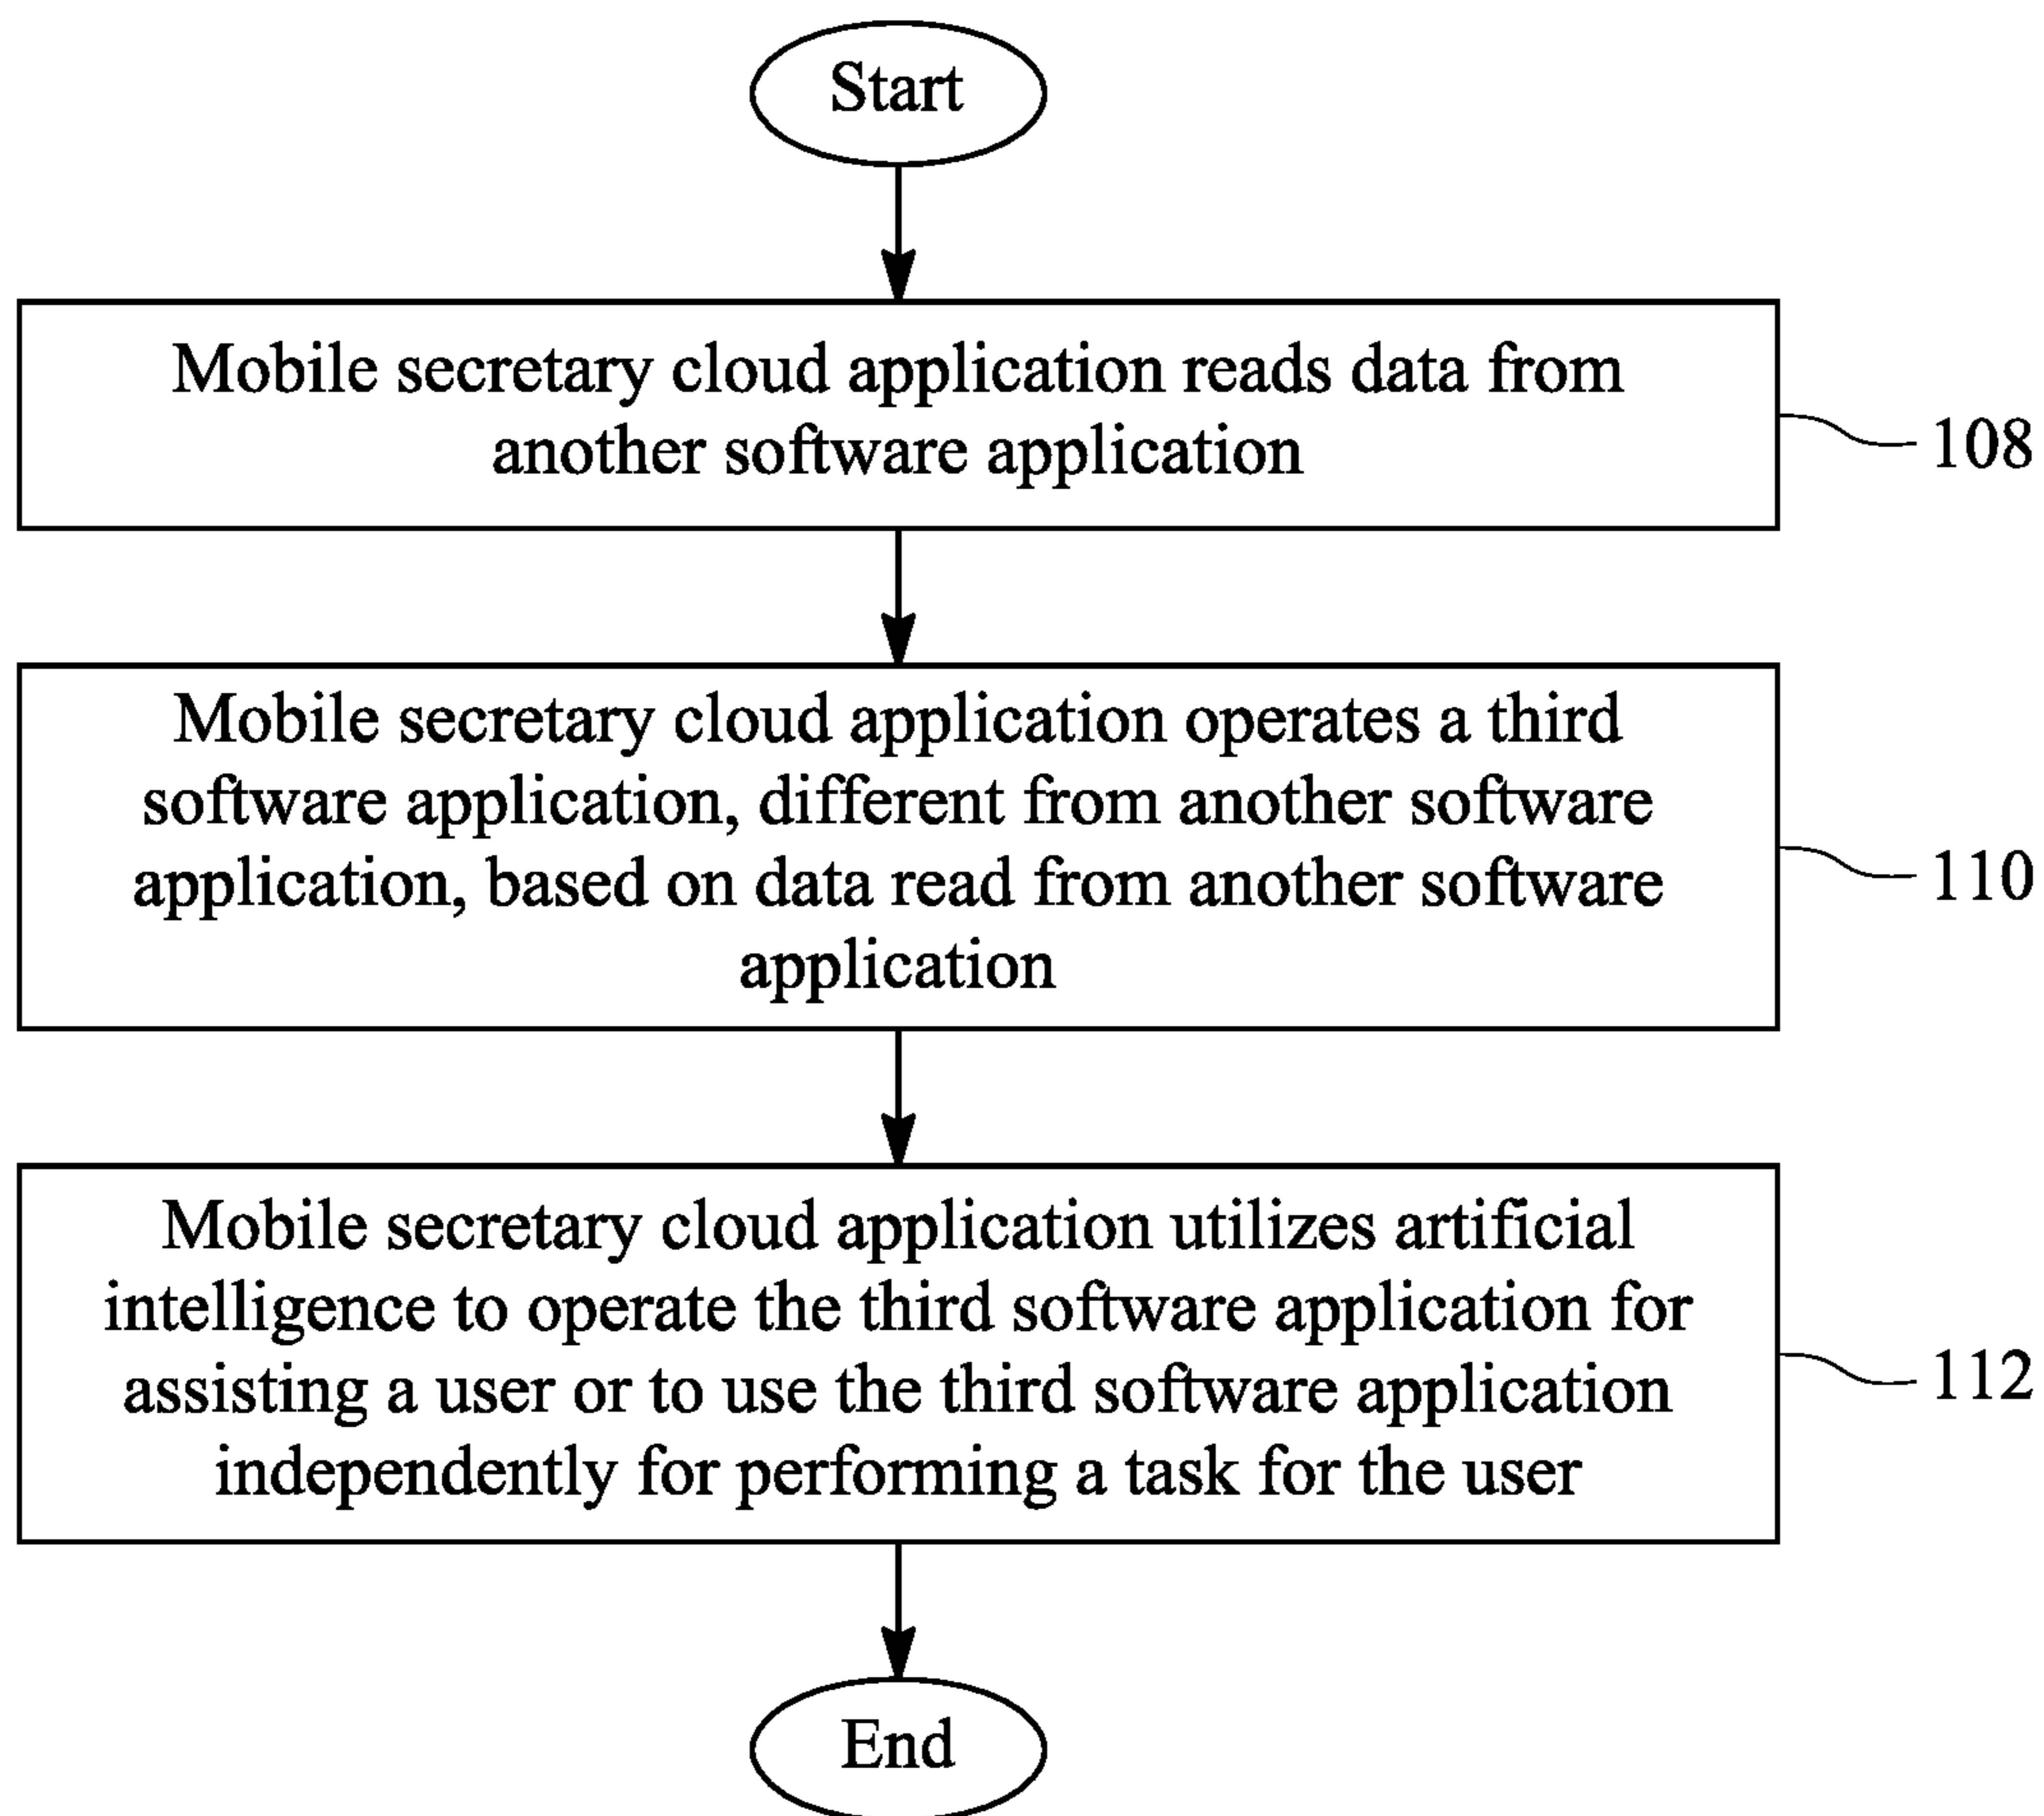 Start
Mobile secretary cloud application reads data from
another software application
108
Mobile secretary cloud application operates a third
software application, different from another software
application, based on data read from another software
application
110
Mobile secretary cloud application utilizes artificial
intelligence to operate the third software application for
assisting a user or to use the third software application
independently for performing a task for the user
112
End